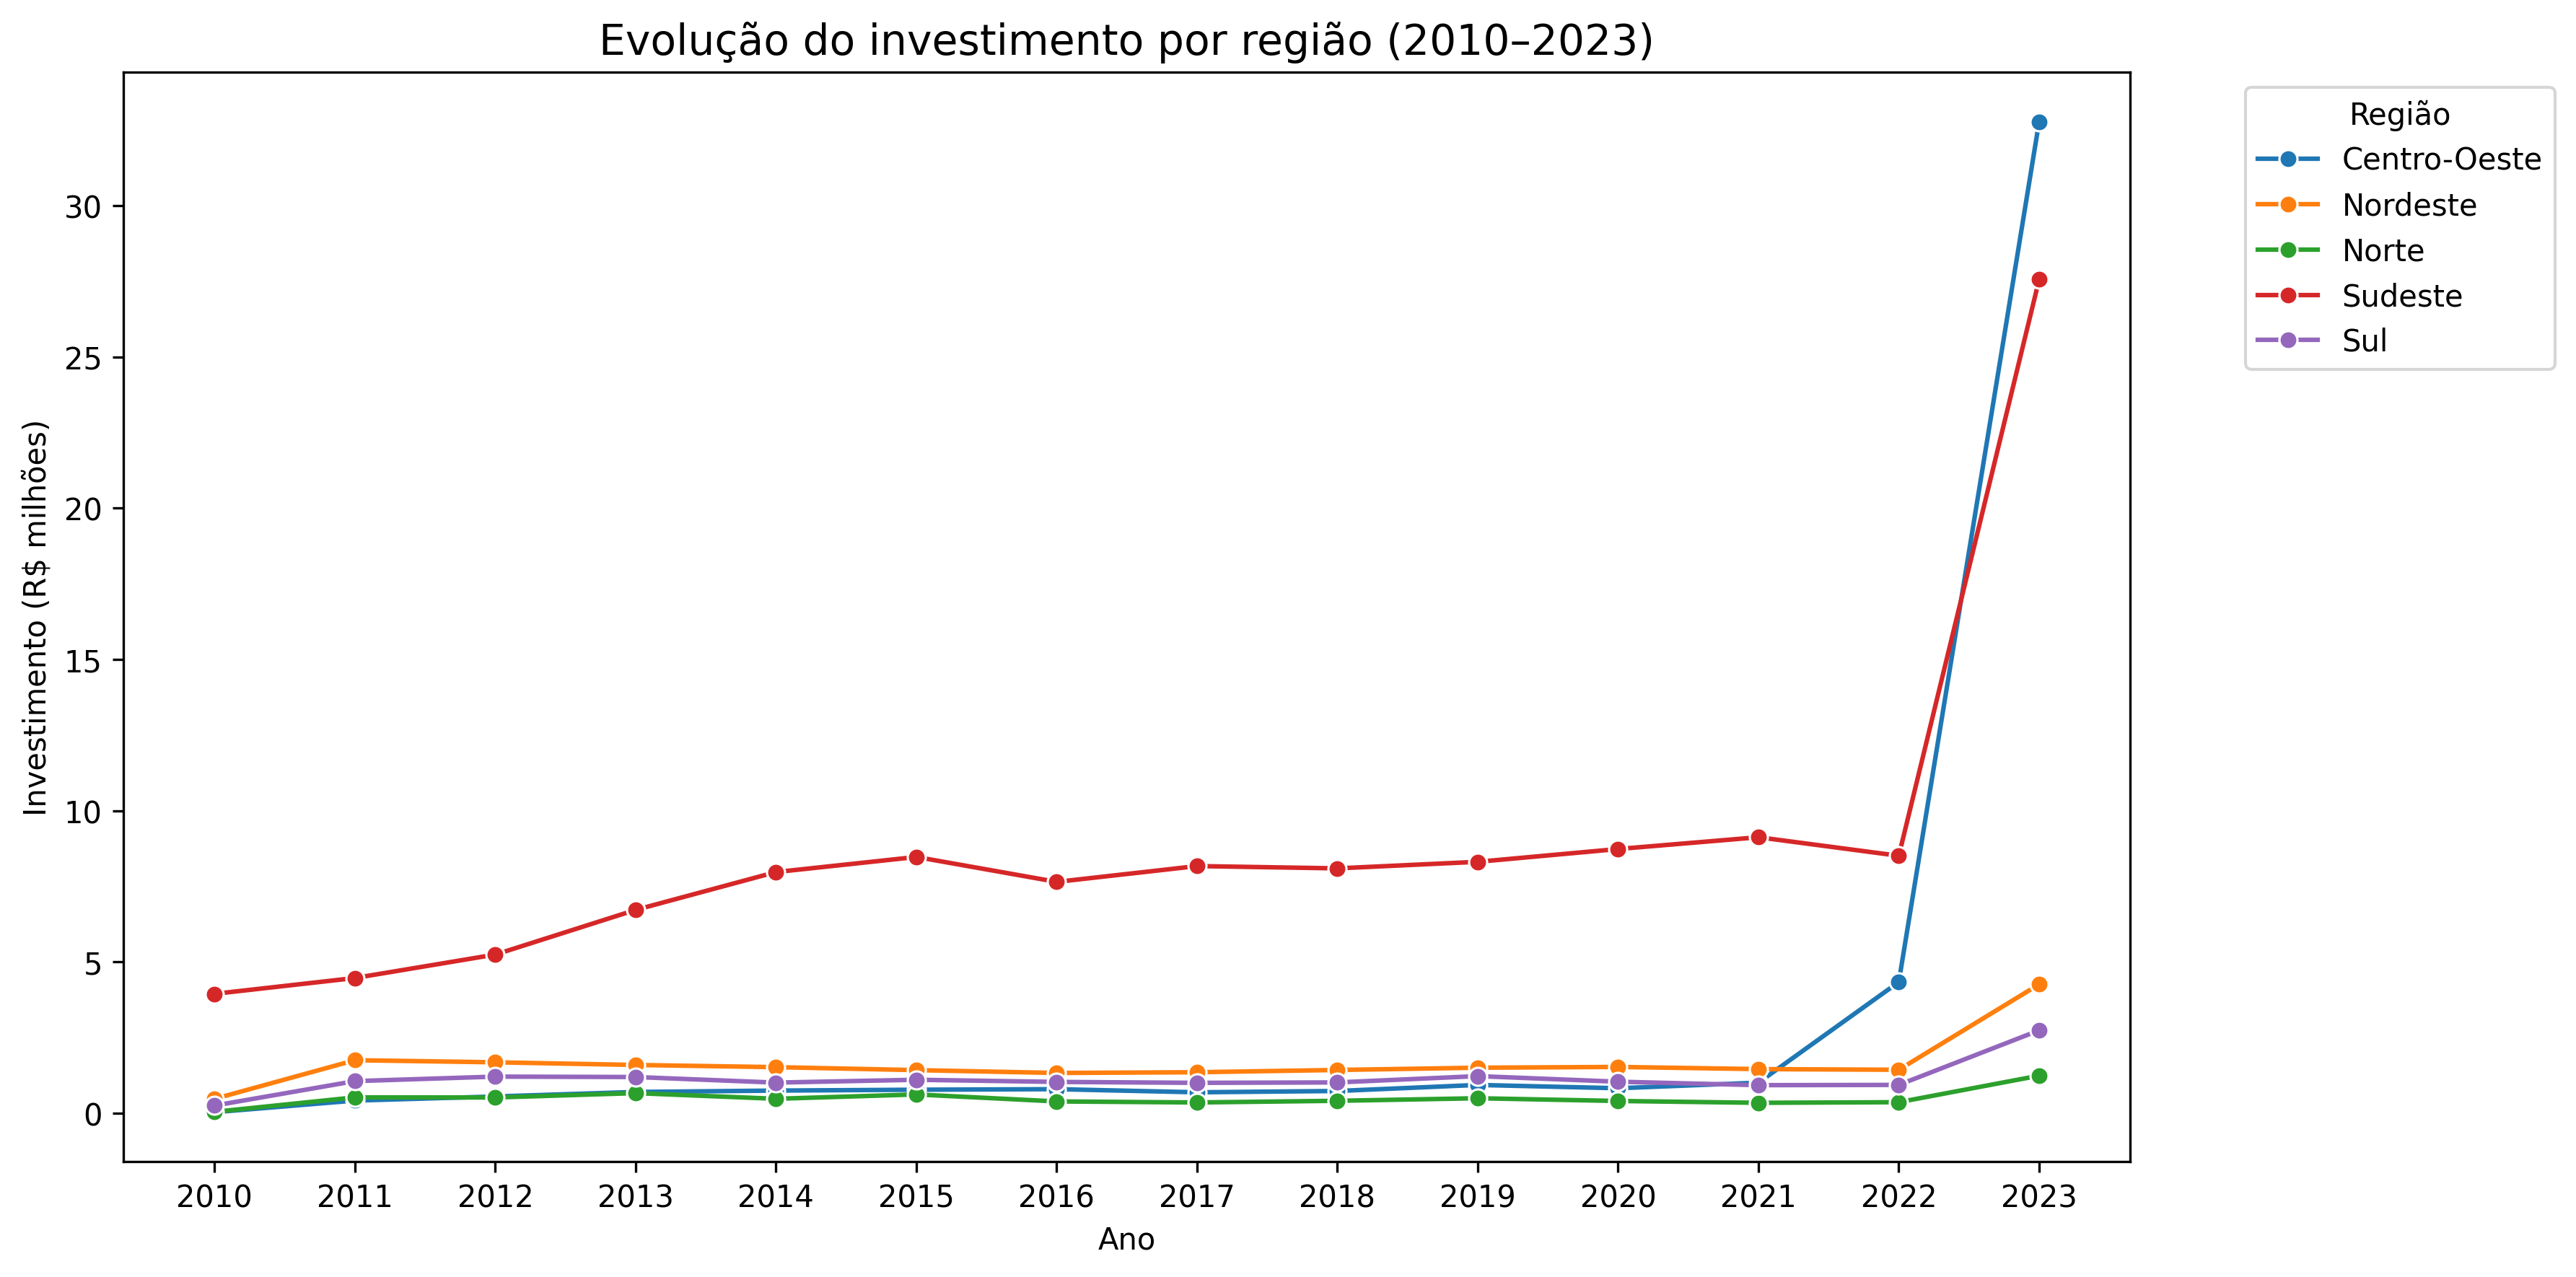 Evolução do investimento por região (2010–2023)
Investimento (R$ milhões)
30
25
20
15
10
5
0
2010 2011 2012 2013 2014 2015 2016 2017 2018 2019 2020 2021 2022 2023
Ano
Região
Centro-Oeste
Nordeste
Norte
Sudeste
Sul